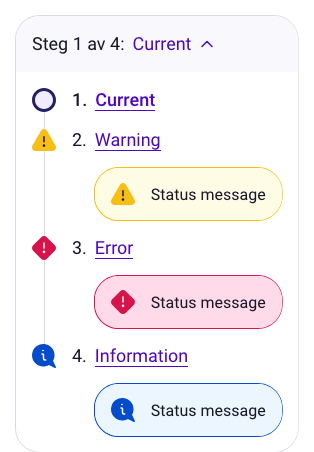 Steg 1 av 4: Current
1. Current
2. Warning
Status message
3. Error
Status message
4. Information
Status message